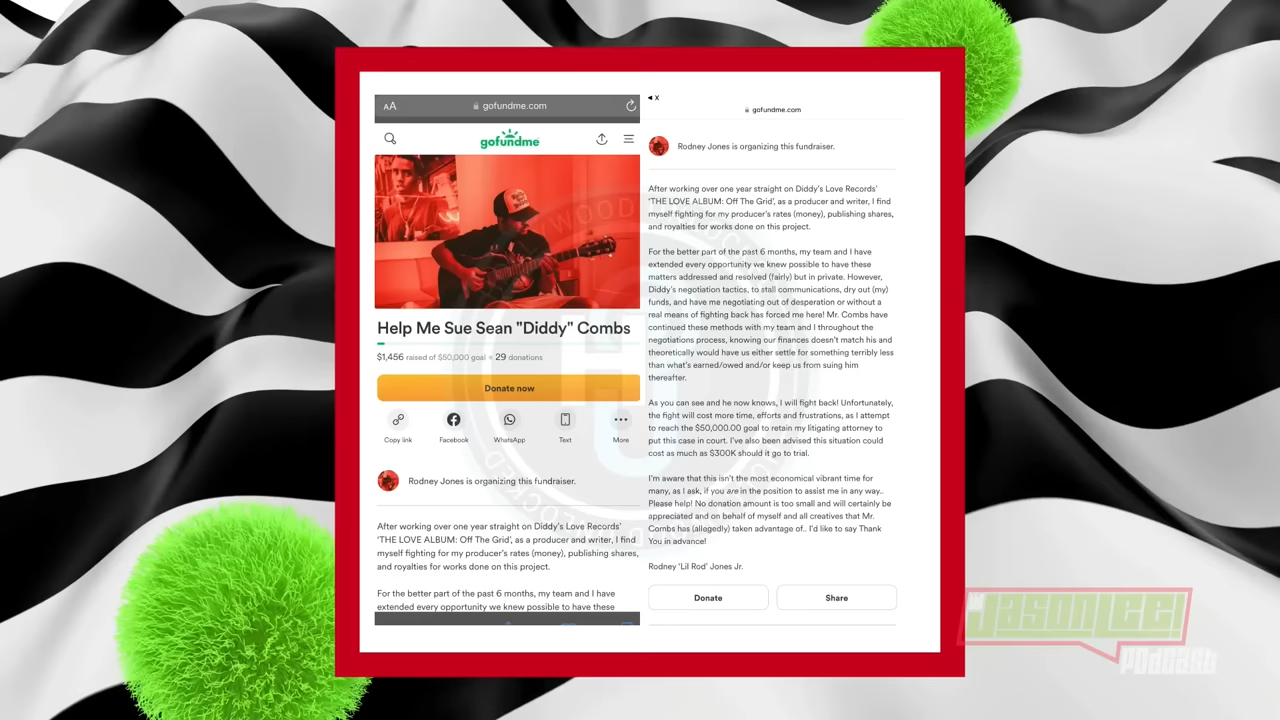 AA
gofundme.com
gofundme
Help Me Sue Sean "Diddy" Combs
$1,456 raised of $50,000 goal • 29 donations
Donate now
Copy link
Facebook
WhatsApp
Text
More
Rodney Jones is organizing this fundraiser.
After working over one year straight on Diddy's Love Records'
'THE LOVE ALBUM: Off The Grid', as a producer and writer, I find
myself fighting for my producer's rates (money), publishing shares,
and royalties for works done on this project.
For the better part of the past 6 months, my team and I have
extended every opportunity we knew possible to have these
X
gofundme.com
Rodney Jones is organizing this fundraiser.
After working over one year straight on Diddy's Love Records'
'THE LOVE ALBUM: Off The Grid', as a producer and writer, I find
myself fighting for my producer's rates (money), publishing shares,
and royalties for works done on this project.
For the better part of the past 6 months, my team and I have
extended every opportunity we knew possible to have these
matters addressed and resolved (fairly) but in private. However,
Diddy's negotiation tactics, to stall communications, dry out (my)
funds, and have me negotiating out of desperation or without a
real means of fighting back has forced me here! Mr. Combs have
continued these methods with my team and I throughout the
negotiations process, knowing our finances doesn't match his and
theoretically would have us either settle for something terribly less
than what's earned/owed and/or keep us from suing him
thereafter.
As you can see and he now knows, I will fight back! Unfortunately,
the fight will cost more time, efforts and frustrations, as I attempt
to reach the $50,000.00 goal to retain my litigating attorney to
put this case in court. I've also been advised this situation could
cost as much as $300K should it go to trial.
I'm aware that this isn't the most economical vibrant time for
many, as I ask, if you are in the position to assist me in any way..
Please help! No donation amount is too small and will certainly be
appreciated and on behalf of myself and all creatives that Mr.
Combs has (allegedly) taken advantage of.. I'd like to say Thank
You in advance!
Rodney 'Lil Rod' Jones Jr.
Donate
Share
JASON LEE!
PODCAST